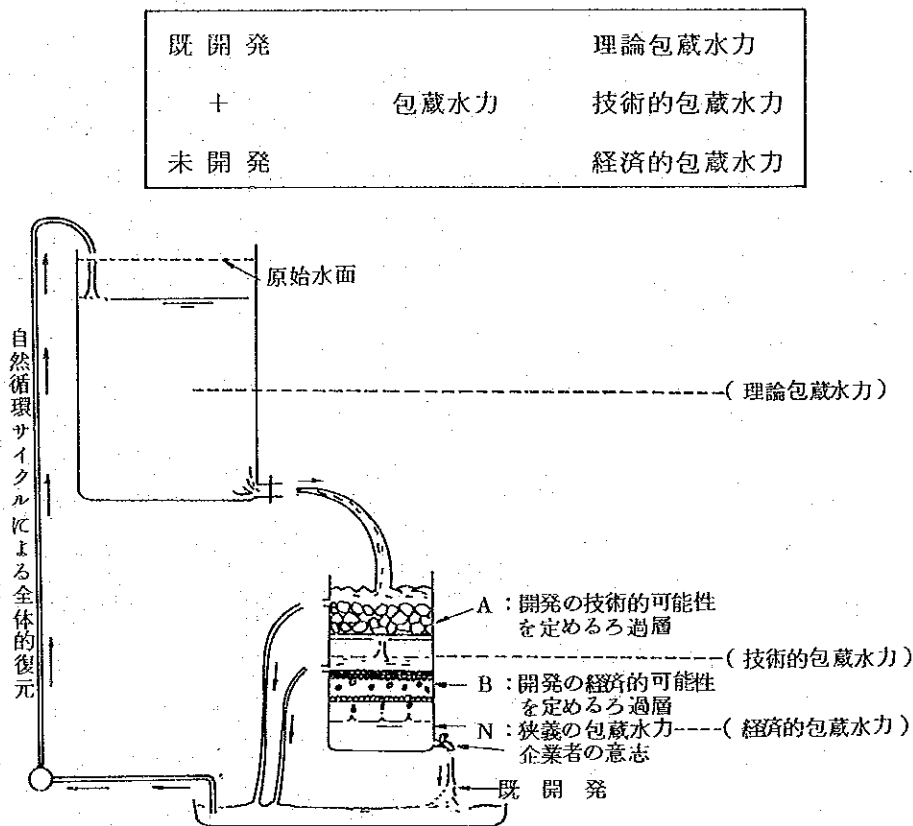 既開発 理論包蔵水力
+ 包蔵水力 技術的包蔵水力
未開発 経済的包蔵水力
原始水面
自然循環サイクルによる全体的復元
(理論包蔵水力)
A:開発の技術的可能性
を定めるろ過層
(技術的包蔵水力)
B:開発の経済的可能性
を定めるろ過層
N:狭義の包蔵水力----(経済的包蔵水力)
企業者の意志
既開発